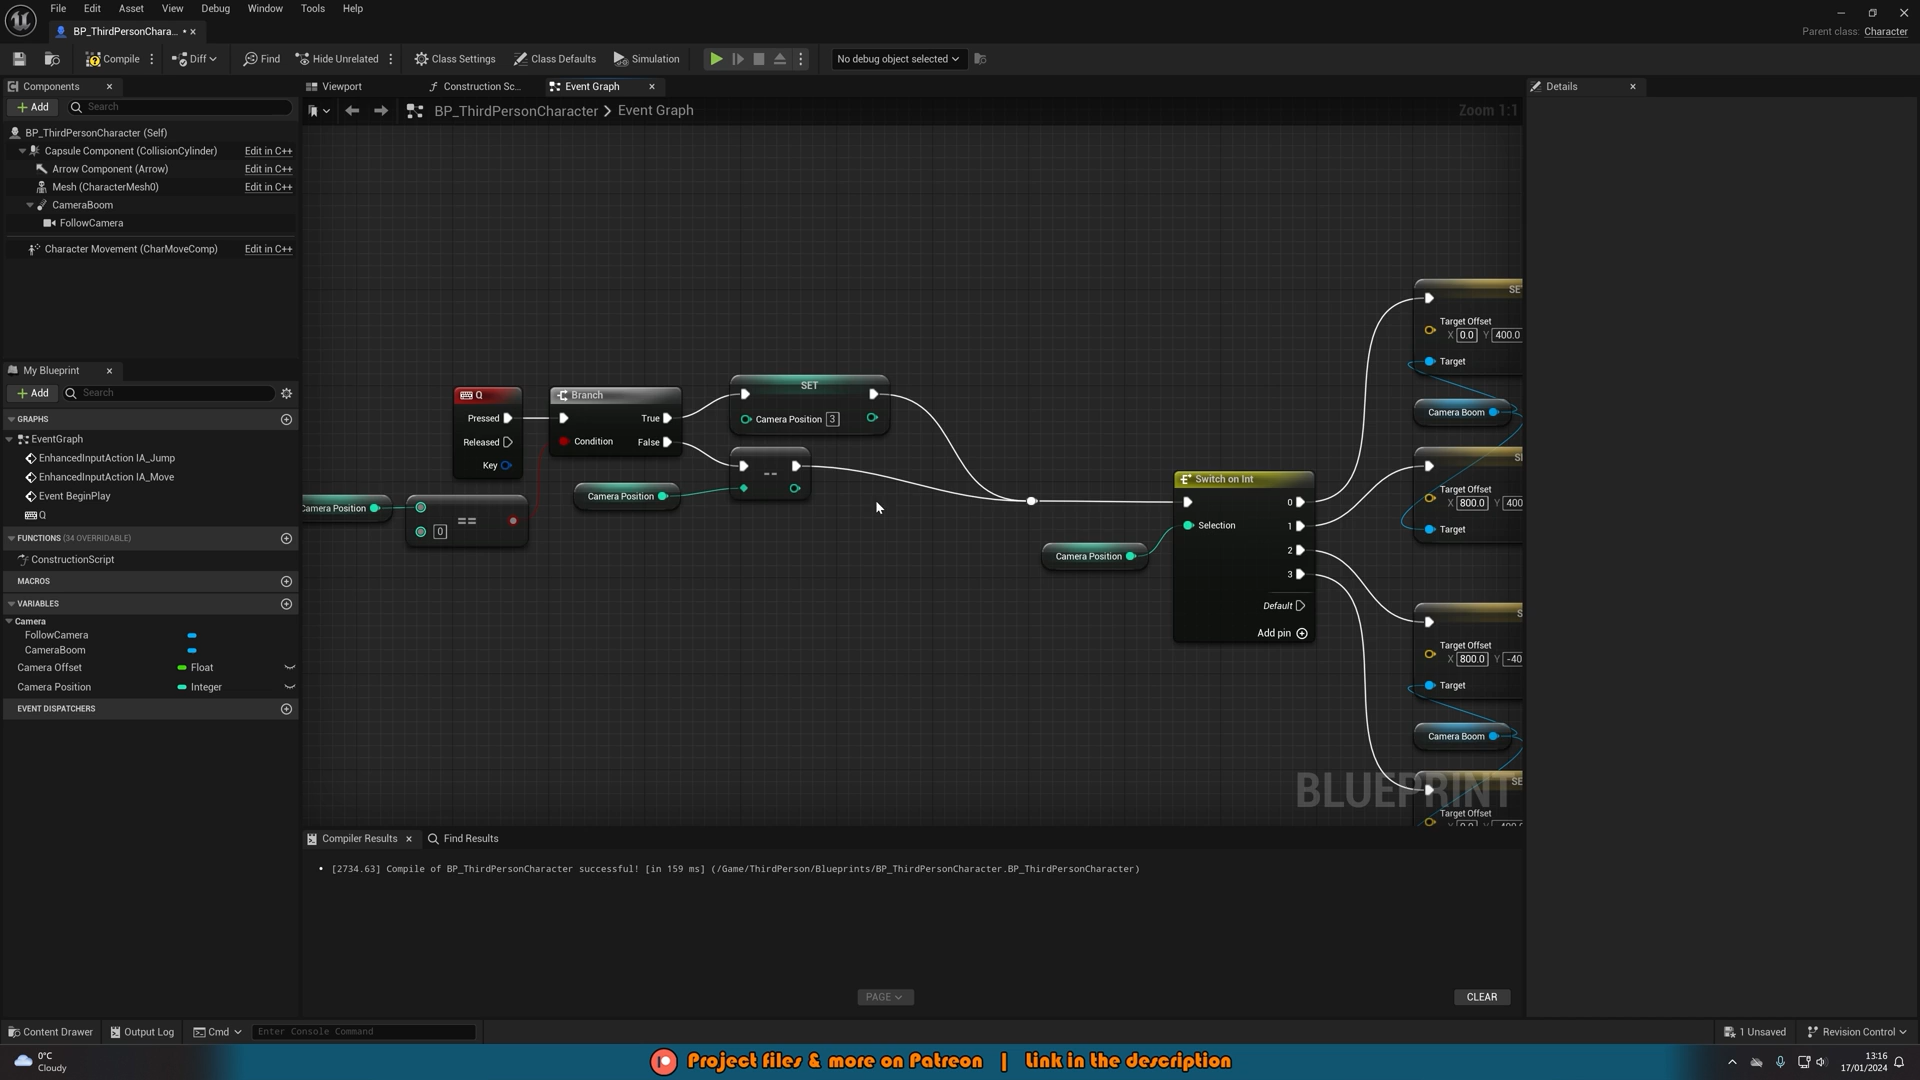 File Edit Asset View Debug Window Tools Help
BP_ThirdPersonChara...
Parent class: Character
Compile Diff Find Hide Unrelated Class Settings Class Defaults Simulation No debug object selected
Components
Viewport Construction Sc... Event Graph
Details
Add Search
BP_ThirdPersonCharacter > Event Graph
Zoom 1:1
BP_ThirdPersonCharacter (Self)
Capsule Component (CollisionCylinder) Edit in C++
Arrow Component (Arrow) Edit in C++
Mesh (CharacterMesh0) Edit in C++
CameraBoom
FollowCamera
Character Movement (CharMoveComp) Edit in C++
My Blueprint
Add Search
GRAPHS
EventGraph
EnhancedInputAction IA_Jump
EnhancedInputAction IA_Move
Event BeginPlay
Q
FUNCTIONS (34 OVERRIDABLE)
ConstructionScript
MACROS
VARIABLES
Camera
FollowCamera
CameraBoom
Camera Offset Float
Camera Position Integer
EVENT DISPATCHERS
Q
Pressed
Released
Key
Branch
True
Condition False
SET
Camera Position 3
--
Camera Position
Camera Position
==
0
Camera Position
Switch on Int
0
Selection 1
2
3
Default
Add pin
SE
Target Offset
X 0.0 Y 400.0
Target
Camera Boom
S
Target Offset
X 800.0 Y 400
Target
S
Target Offset
X 800.0 Y -40
Target
Camera Boom
SE
Target Offset
BLUEPRINT
Compiler Results Find Results
[2734.63] Compile of BP_ThirdPersonCharacter successful! [in 159 ms] (/Game/ThirdPerson/Blueprints/BP_ThirdPersonCharacter.BP_ThirdPersonCharacter)
PAGE
CLEAR
Content Drawer Output Log Cmd Enter Console Command
1 Unsaved Revision Control
0°C
Cloudy
Project files & more on Patreon | Link in the description
13:16
17/01/2024